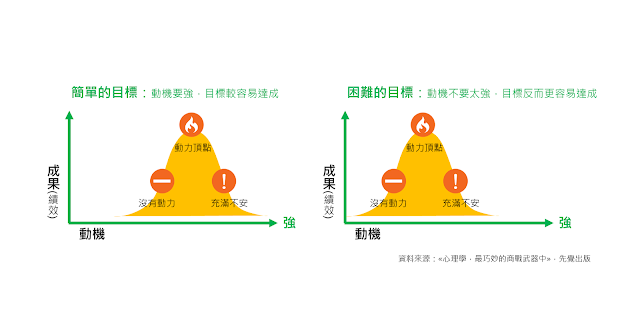 簡單的目標：動機要強，目標較容易達成
動力頂點
沒有動力
充滿不安
成果(績效)
動機
強
困難的目標：動機不要太強，目標反而更容易達成
動力頂點
沒有動力
充滿不安
成果(績效)
動機
強
資料來源：«心理學，最巧妙的商戰武器中»，先覺出版